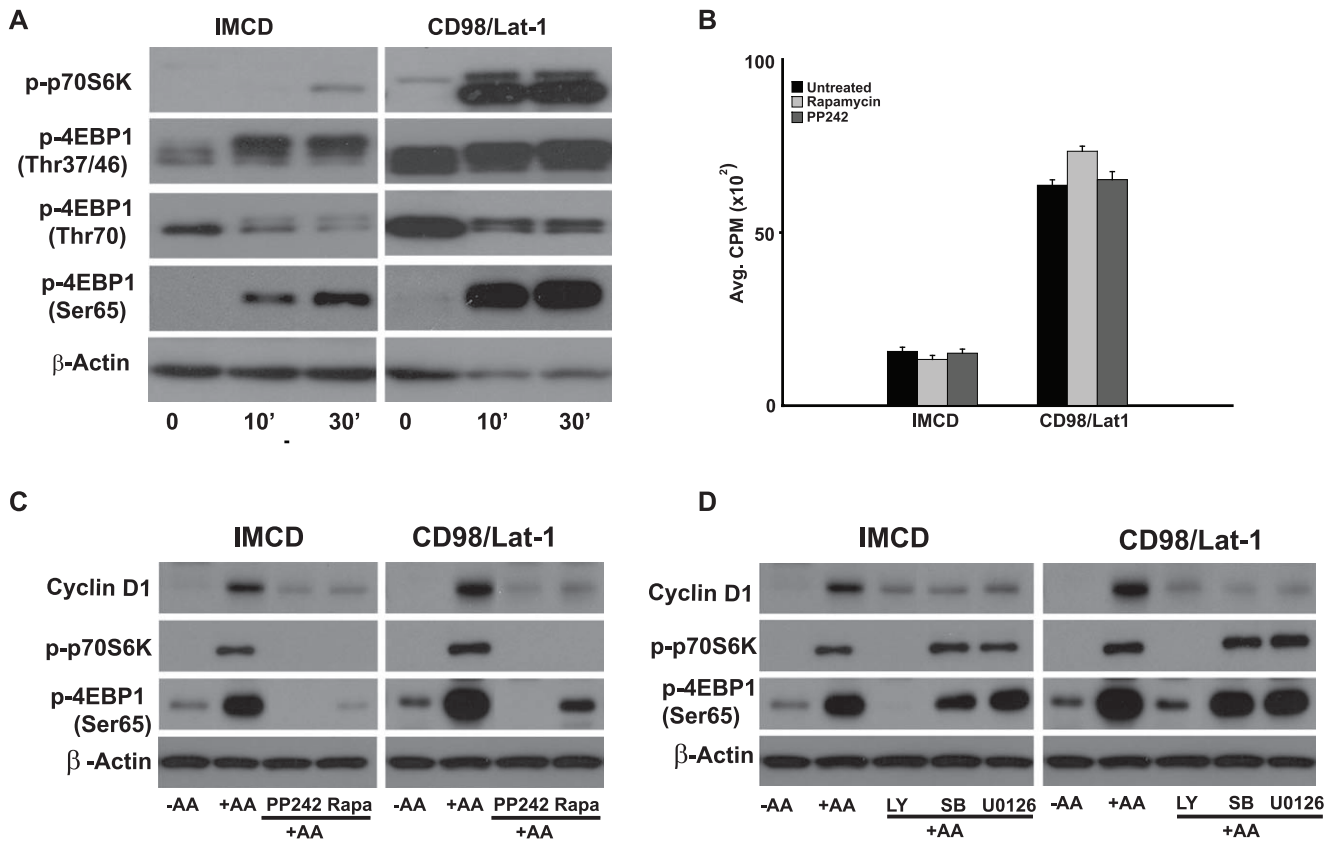 A
IMCD CD98/Lat-1
p-p70S6K
p-4EBP1
(Thr37/46)
p-4EBP1
(Thr70)
p-4EBP1
(Ser65)
β-Actin
0 10’ 30’ 0 10’ 30’
-
B
100
Untreated
Rapamycin
PP242
Avg. CPM (x10²)
50
0
IMCD CD98/Lat1
C
IMCD CD98/Lat-1
Cyclin D1
p-p70S6K
p-4EBP1
(Ser65)
β -Actin
-AA +AA PP242 Rapa -AA +AA PP242 Rapa
+AA +AA
D
IMCD CD98/Lat-1
Cyclin D1
p-p70S6K
p-4EBP1
(Ser65)
β-Actin
-AA +AA LY SB U0126 -AA +AA LY SB U0126
+AA +AA